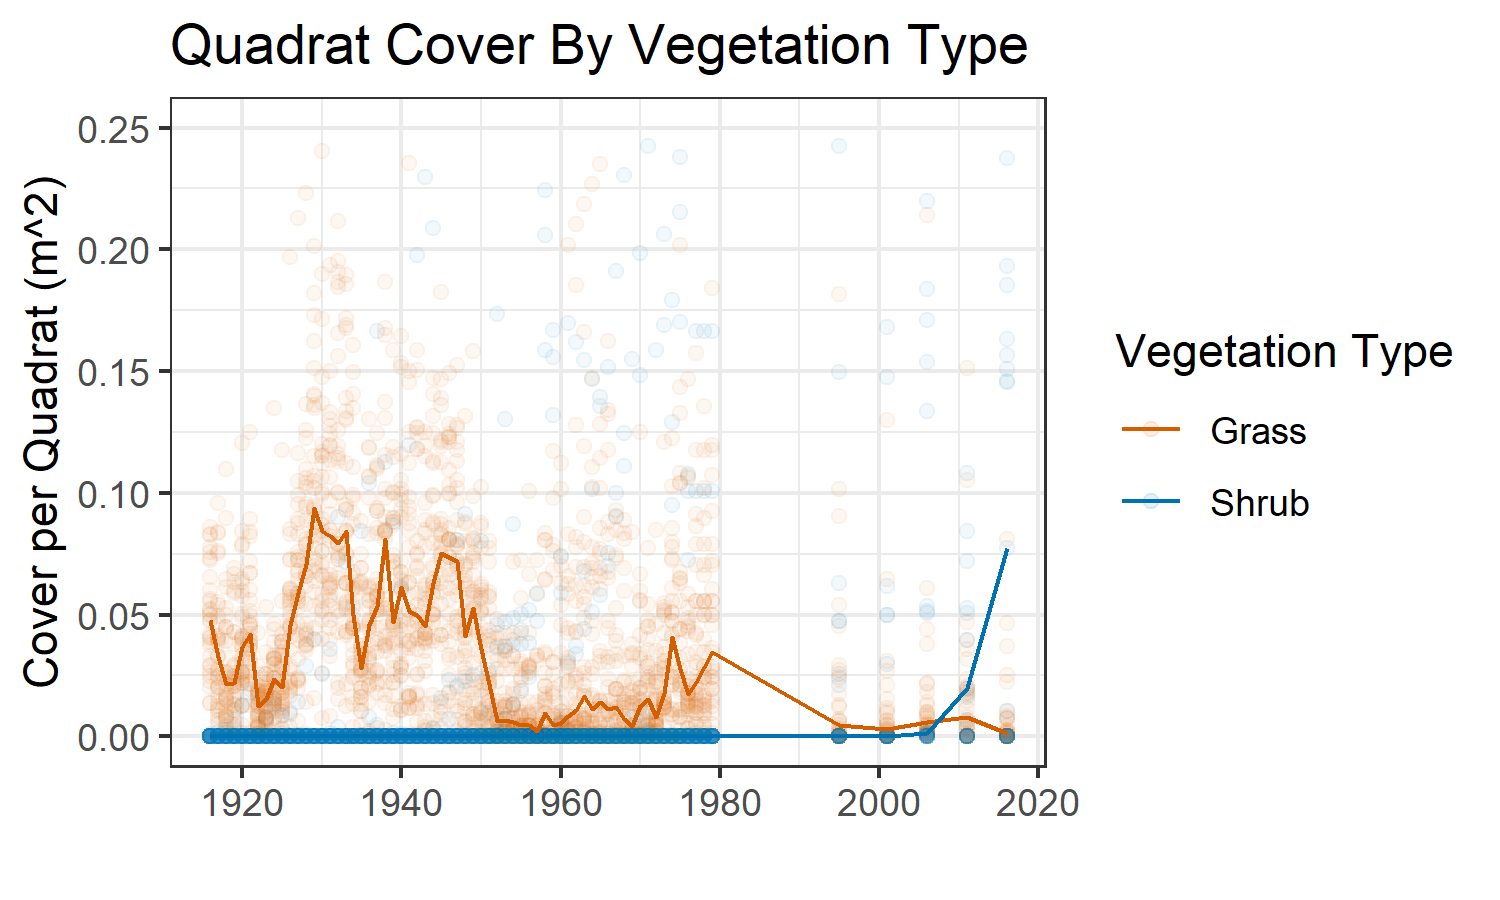 Quadrat Cover By Vegetation Type
Cover per Quadrat (m^2)
0.25
0.20
0.15
0.10
0.05
0.00
1920 1940 1960 1980 2000 2020
Vegetation Type
Grass
Shrub